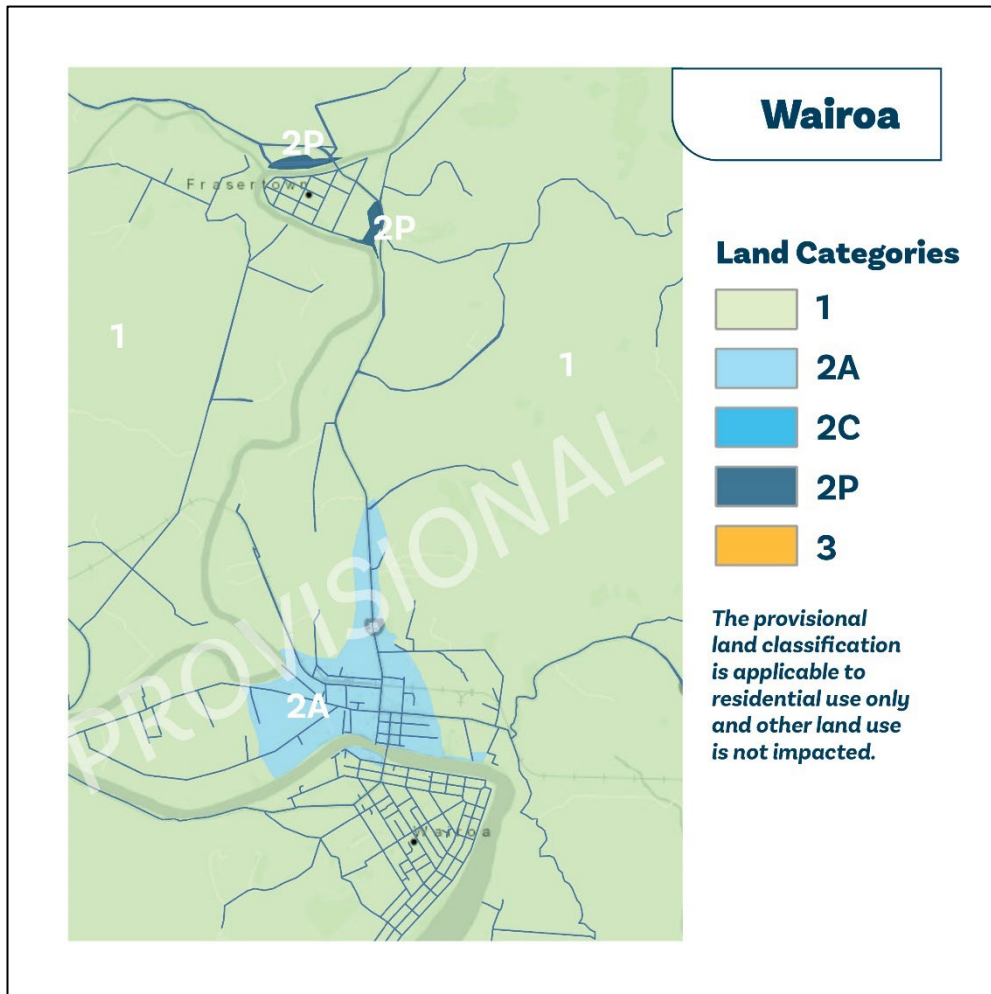 Wairoa
2P
Frasertown
2P
1
1
PROVISIONAL
2A
Wairoa
Land Categories
1
2A
2C
2P
3
The provisional
land classification
is applicable to
residential use only
and other land use
is not impacted.